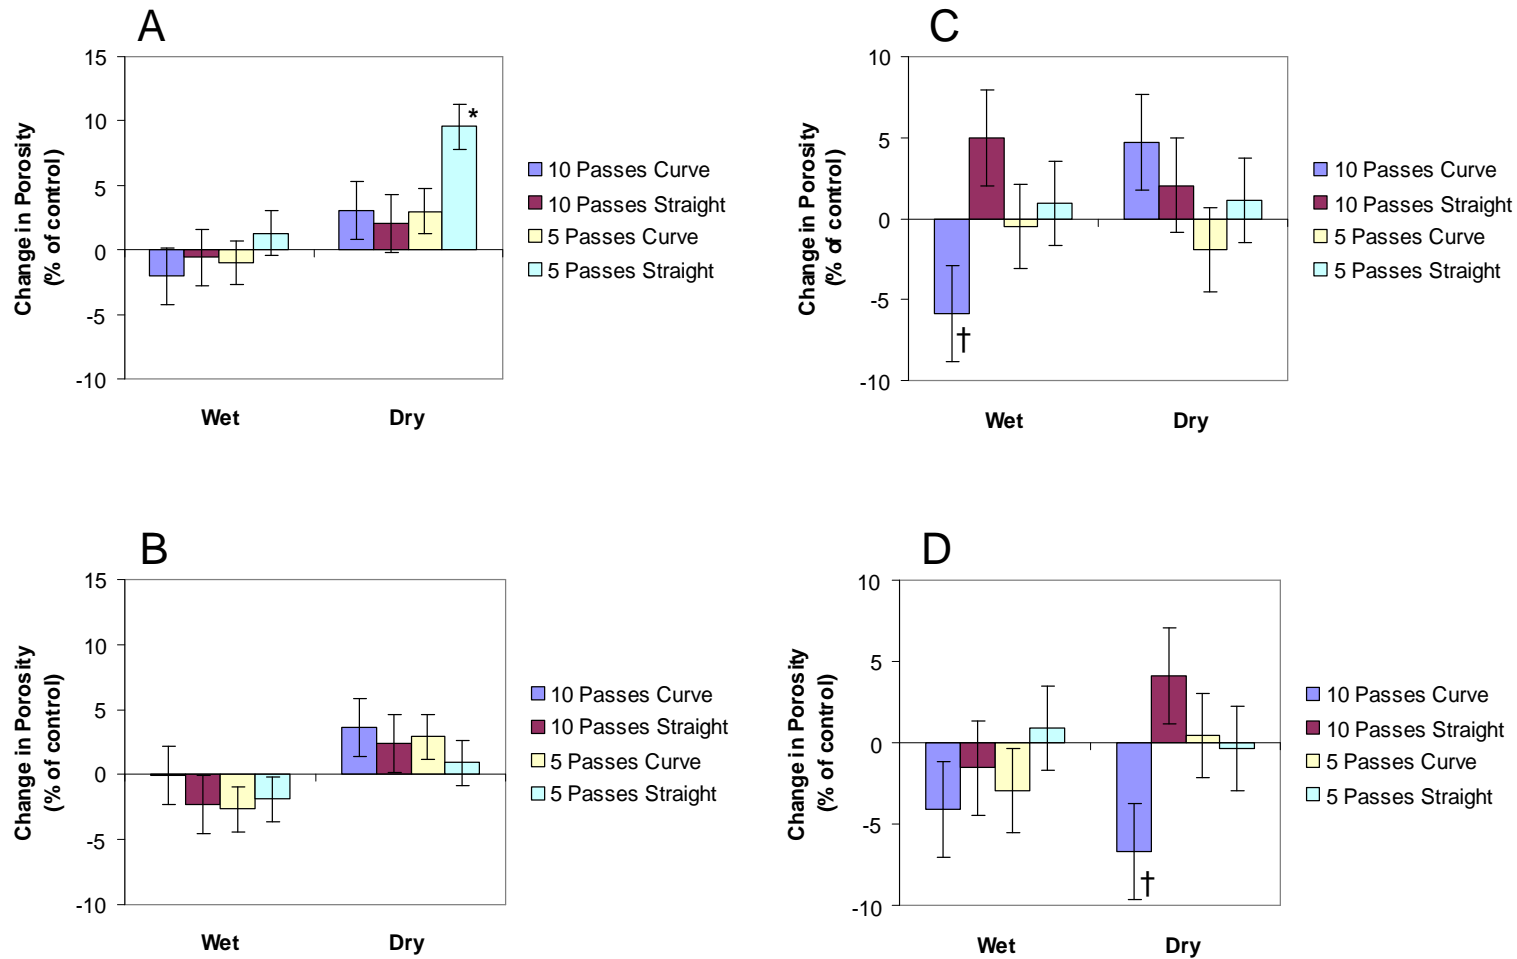 A
Change in Porosity
(% of control)
15
10
5
0
-5
-10
*
Wet
Dry
10 Passes Curve
10 Passes Straight
5 Passes Curve
5 Passes Straight
C
Change in Porosity
(% of control)
10
5
0
-5
-10
†
Wet
Dry
10 Passes Curve
10 Passes Straight
5 Passes Curve
5 Passes Straight
B
Change in Porosity
(% of control)
15
10
5
0
-5
-10
Wet
Dry
10 Passes Curve
10 Passes Straight
5 Passes Curve
5 Passes Straight
D
Change in Porosity
(% of control)
10
5
0
-5
-10
†
Wet
Dry
10 Passes Curve
10 Passes Straight
5 Passes Curve
5 Passes Straight